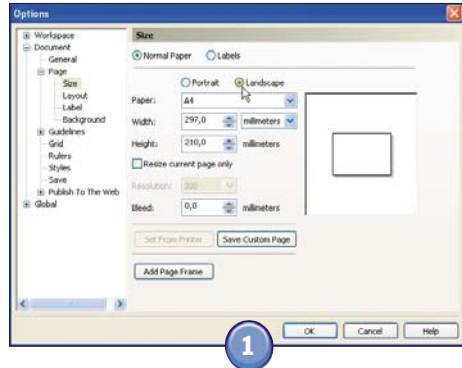 Options
Workspace
Document
General
Page
Size
Layout
Label
Background
Guidelines
Grid
Rulers
Styles
Save
Publish To The Web
Global
Size
Normal Paper Labels
Portrait Landscape
Paper: A4
Width: 297,0 millimeters
Height: 210,0 millimeters
Resize current page only
Resolution: 300
Bleed: 0,0 millimeters
Set From Printer Save Custom Page
Add Page Frame
OK Cancel Help
1